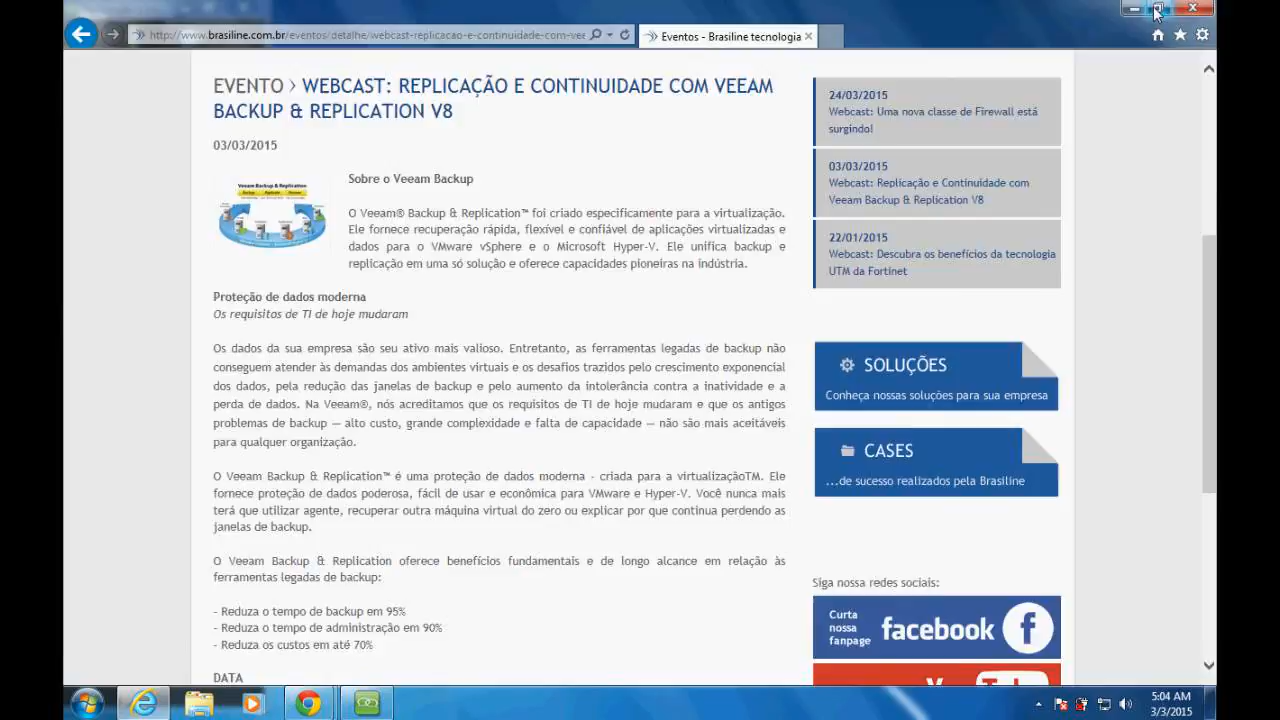 http://www.brasiline.com.br/eventos/detalhe/webcast-replicacao-e-continuidade-com-vee
Eventos - Brasiline tecnologia
EVENTO › WEBCAST: REPLICAÇÃO E CONTINUIDADE COM VEEAM
BACKUP & REPLICATION V8
03/03/2015
Veeam Backup & Replication
Sobre o Veeam Backup
O Veeam® Backup & Replication™ foi criado especificamente para a virtualização.
Ele fornece recuperação rápida, flexível e confiável de aplicações virtualizadas e
dados para o VMware vSphere e o Microsoft Hyper-V. Ele unifica backup e
replicação em uma só solução e oferece capacidades pioneiras na indústria.
Proteção de dados moderna
Os requisitos de TI de hoje mudaram
Os dados da sua empresa são seu ativo mais valioso. Entretanto, as ferramentas legadas de backup não
conseguem atender às demandas dos ambientes virtuais e os desafios trazidos pelo crescimento exponencial
dos dados, pela redução das janelas de backup e pelo aumento da intolerância contra a inatividade e a
perda de dados. Na Veeam®, nós acreditamos que os requisitos de TI de hoje mudaram e que os antigos
problemas de backup — alto custo, grande complexidade e falta de capacidade — não são mais aceitáveis
para qualquer organização.
O Veeam Backup & Replication™ é uma proteção de dados moderna - criada para a virtualizaçãoTM. Ele
fornece proteção de dados poderosa, fácil de usar e econômica para VMware e Hyper-V. Você nunca mais
terá que utilizar agente, recuperar outra máquina virtual do zero ou explicar por que continua perdendo as
janelas de backup.
O Veeam Backup & Replication oferece benefícios fundamentais e de longo alcance em relação às
ferramentas legadas de backup:
- Reduza o tempo de backup em 95%
- Reduza o tempo de administração em 90%
- Reduza os custos em até 70%
DATA
24/03/2015
Webcast: Uma nova classe de Firewall está
surgindo!
03/03/2015
Webcast: Replicação e Continuidade com
Veeam Backup & Replication V8
22/01/2015
Webcast: Descubra os benefícios da tecnologia
UTM da Fortinet
SOLUÇÕES
Conheça nossas soluções para sua empresa
CASES
...de sucesso realizados pela Brasiline
Siga nossa redes sociais:
Curta
nossa
fanpage
facebook
5:04 AM
3/3/2015